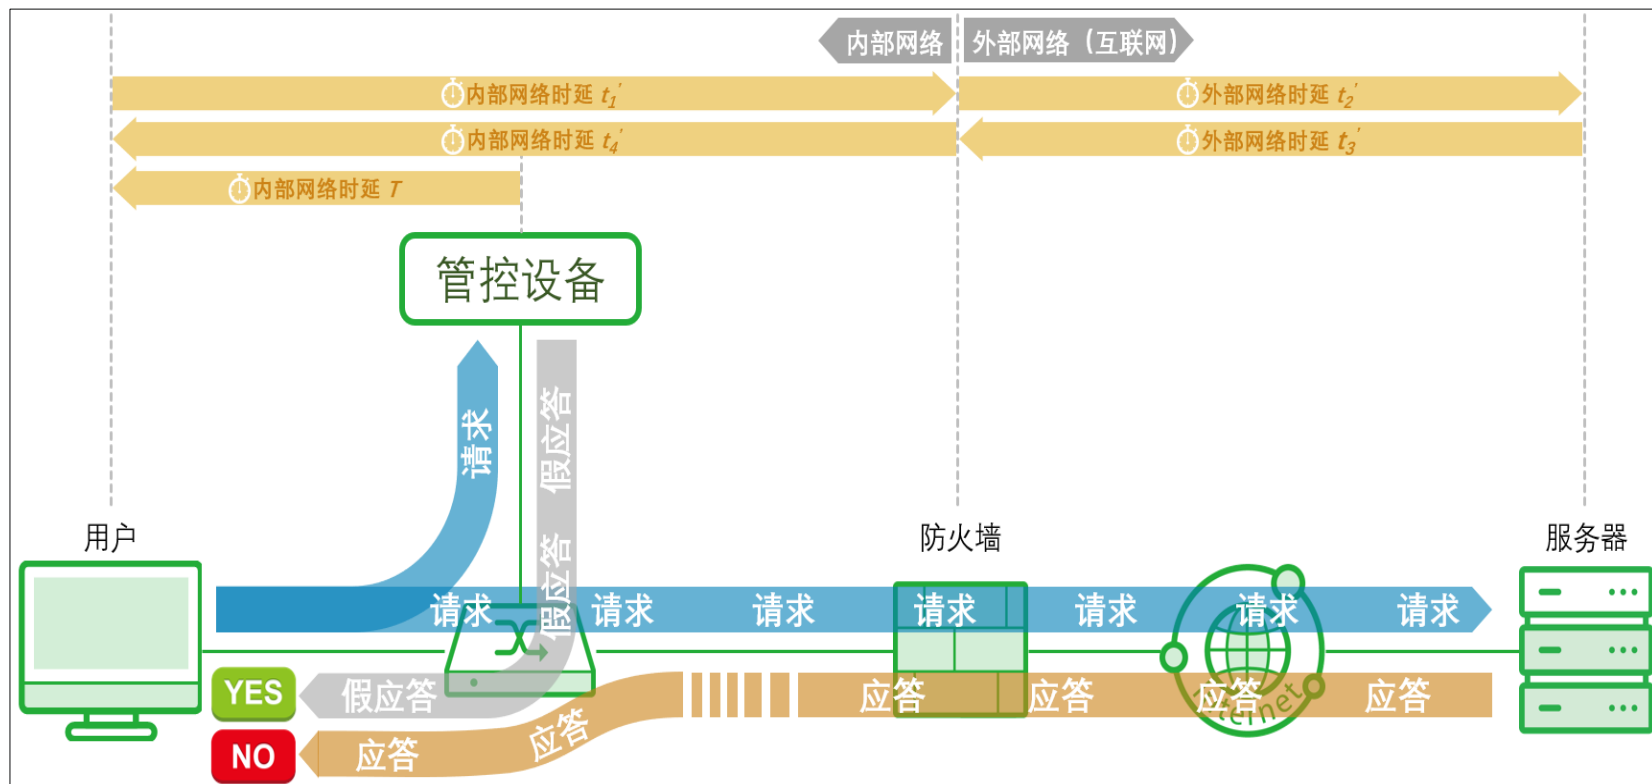 内部网络
外部网络（互联网）
内部网络时延 t1'
外部网络时延 t2'
内部网络时延 t4'
外部网络时延 t3'
内部网络时延 T
管控设备
请求
假应答
假应答
用户
防火墙
服务器
请求 请求 请求 请求 请求 请求 请求
YES
假应答
应答 应答 应答 应答
Internet
NO
应答
应答